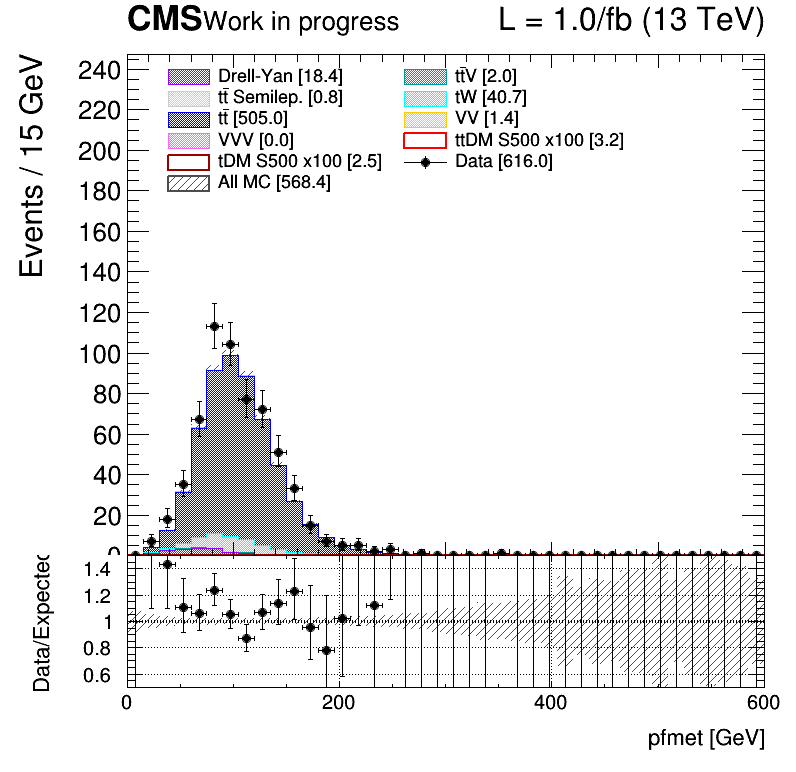 CMS Work in progress L = 1.0/fb (13 TeV)
Events / 15 GeV
240
220
200
180
160
140
120
100
80
60
40
20
0
Drell-Yan [18.4]
tt̄ Semilep. [0.8]
tt̄ [505.0]
VVV [0.0]
tDM S500 x100 [2.5]
All MC [568.4]
tt̄V [2.0]
tW [40.7]
VV [1.4]
ttDM S500 x100 [3.2]
Data [616.0]
Data/Expected
1.4
1.2
1
0.8
0.6
0 200 400 600
pfmet [GeV]